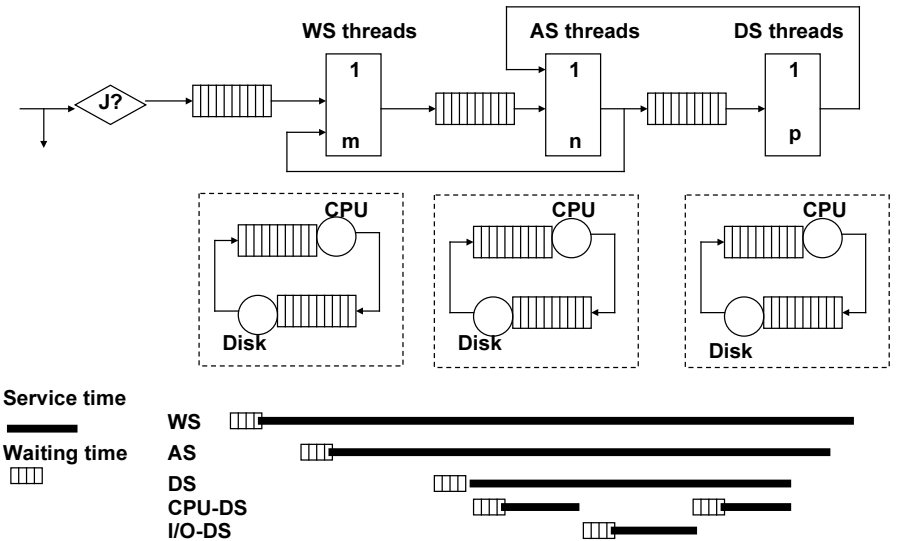 WS threads AS threads DS threads
J? 1 1 1
m n p
CPU CPU CPU
Disk Disk Disk
Service time
WS
Waiting time
AS
DS
CPU-DS
I/O-DS